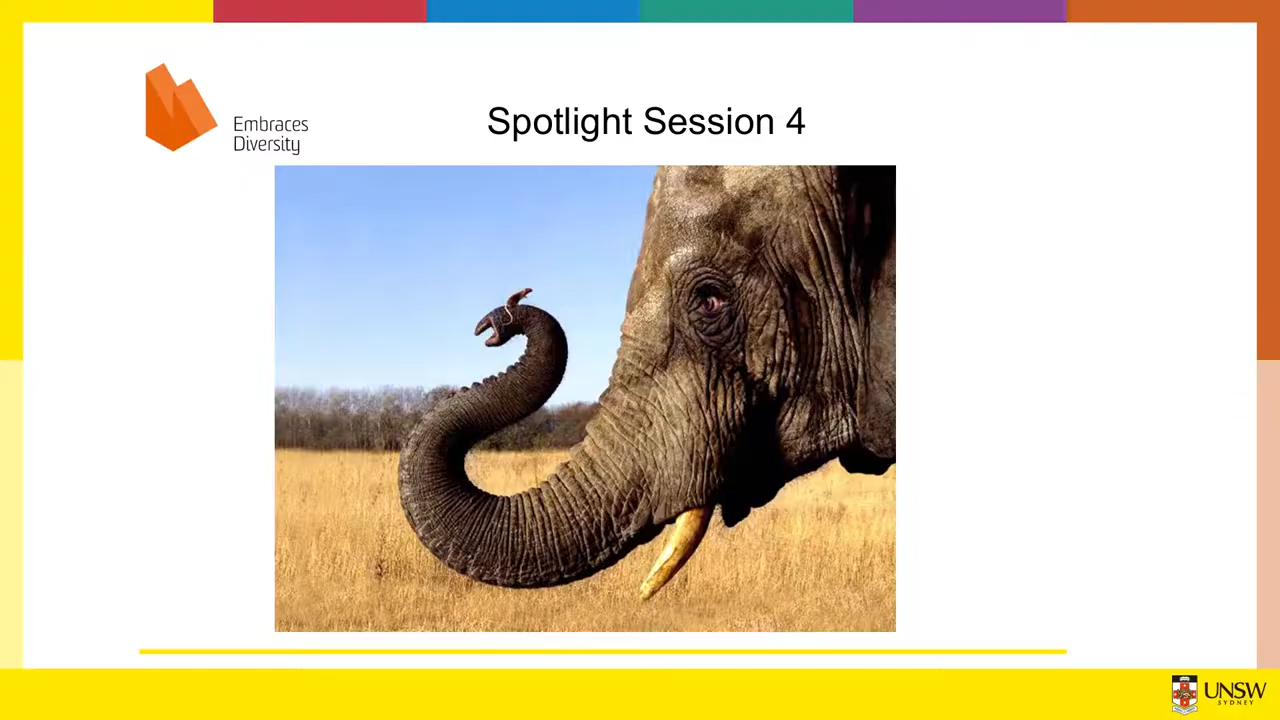 Spotlight Session 4
Embraces
Diversity
UNSW
SYDNEY